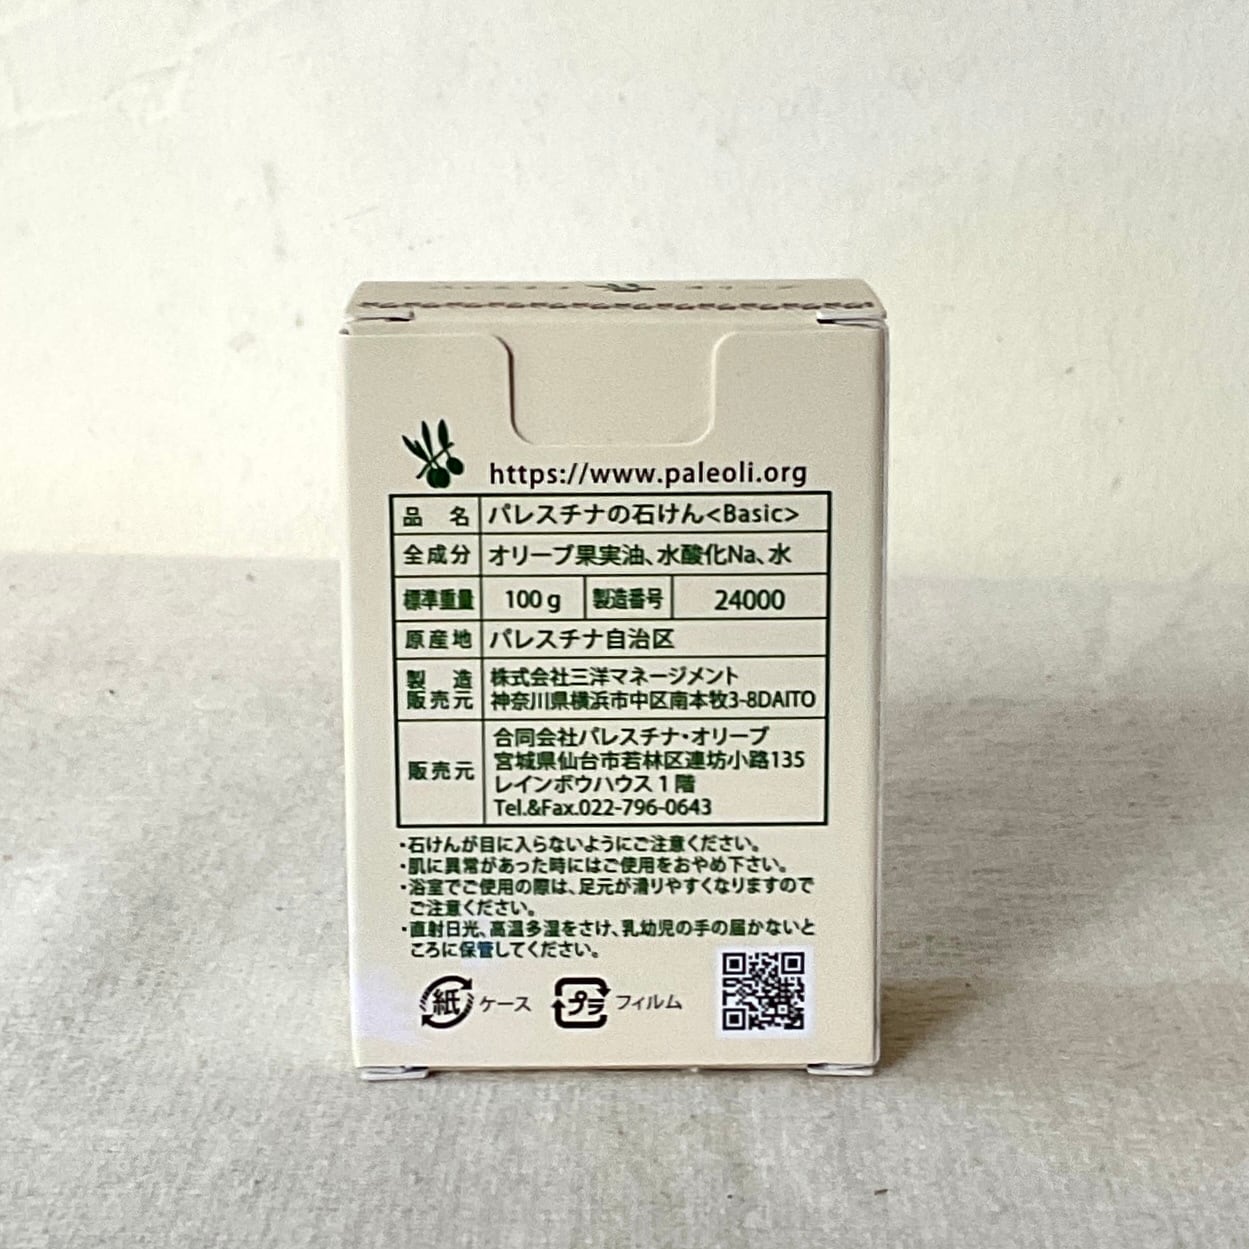 https://www.paleoli.org
品 名 パレスチナの石けん<Basic>
全成分 オリーブ果実油、水酸化Na、水
標準重量 100g 製造番号 24000
原産地 パレスチナ自治区
製 造
販売元
株式会社三洋マネージメント
神奈川県横浜市中区南本牧3-8DAITO
販売元
合同会社パレスチナ・オリーブ
宮城県仙台市若林区連坊小路135
レインボウハウス1階
Tel.&Fax.022-796-0643
・石けんが目に入らないようにご注意ください。
・肌に異常があった時にはご使用をおやめ下さい。
・浴室でご使用の際は、足元が滑りやすくなりますので
ご注意ください。
・直射日光、高温多湿をさけ、乳幼児の手の届かないと
ころに保管してください。
紙 ケース プラ フィルム